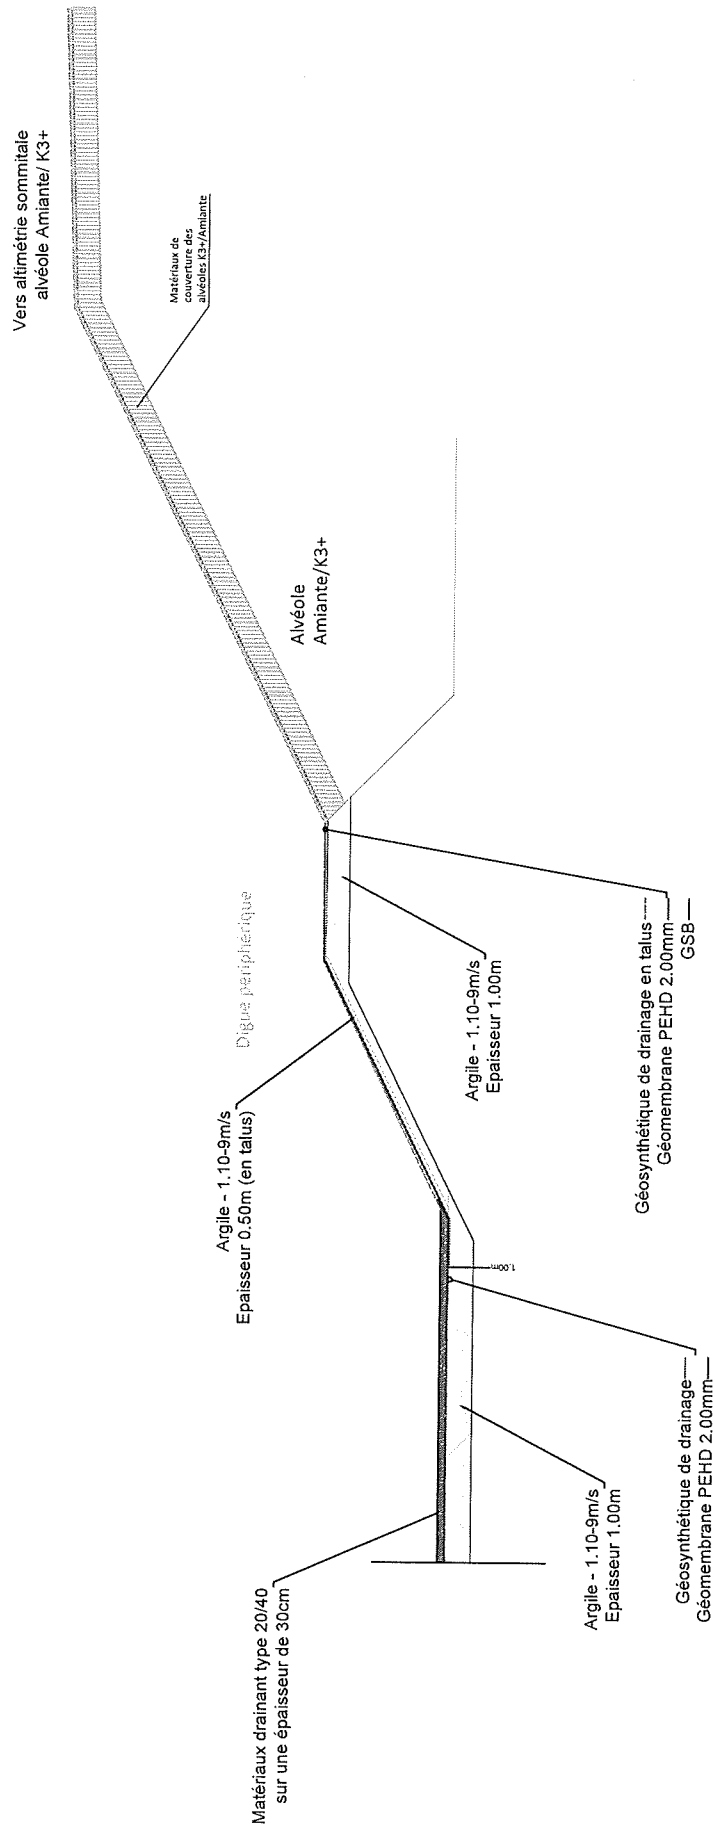 Vers altimétrie sommitale
alvéole Amiante/ K3+
Matériaux de
couverture des
alvéoles K3+/Amiante
Alvéole
Amiante/K3+
Digue périphérique
Argile - 1.10-9m/s
Epaisseur 0.50m (en talus)
Argile - 1.10-9m/s
Epaisseur 1.00m
Géosynthétique de drainage en talus
Géomembrane PEHD 2.00mm
GSB
1.00m
Matériaux drainant type 20/40
sur une épaisseur de 30cm
Argile - 1.10-9m/s
Epaisseur 1.00m
Géosynthétique de drainage
Géomembrane PEHD 2.00mm